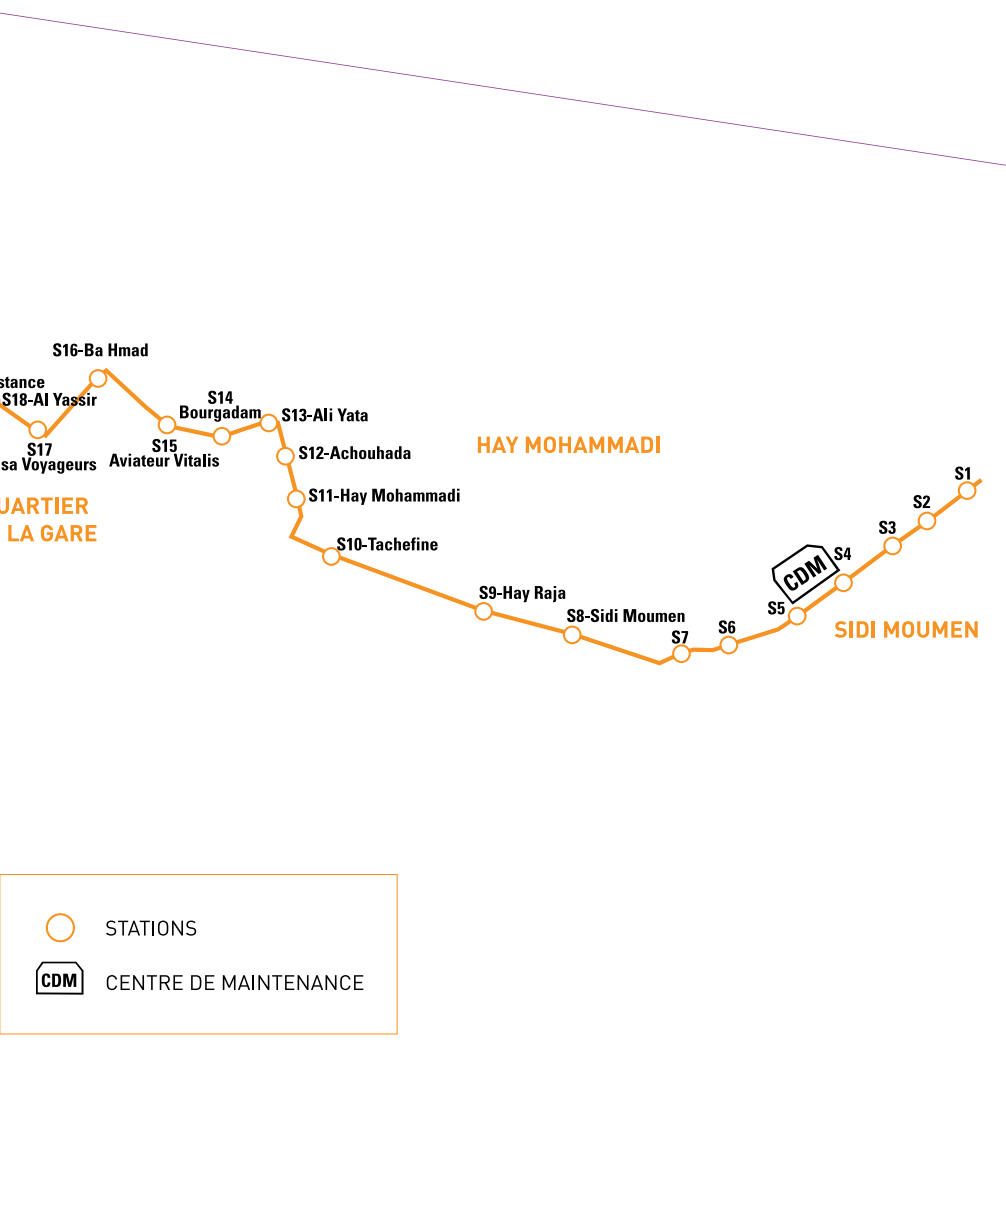 S16-Ba Hmad
stance
S18-Al Yassir
S14
Bourgadam
S13-Ali Yata
S17
sa Voyageurs
S15
Aviateur Vitalis
S12-Achouhada
HAY MOHAMMADI
S11-Hay Mohammadi
UARTIER
LA GARE
S10-Tachefine
S1
S2
S3
S4
CDM
S5
S9-Hay Raja
S8-Sidi Moumen
S7
S6
SIDI MOUMEN
STATIONS
CDM CENTRE DE MAINTENANCE